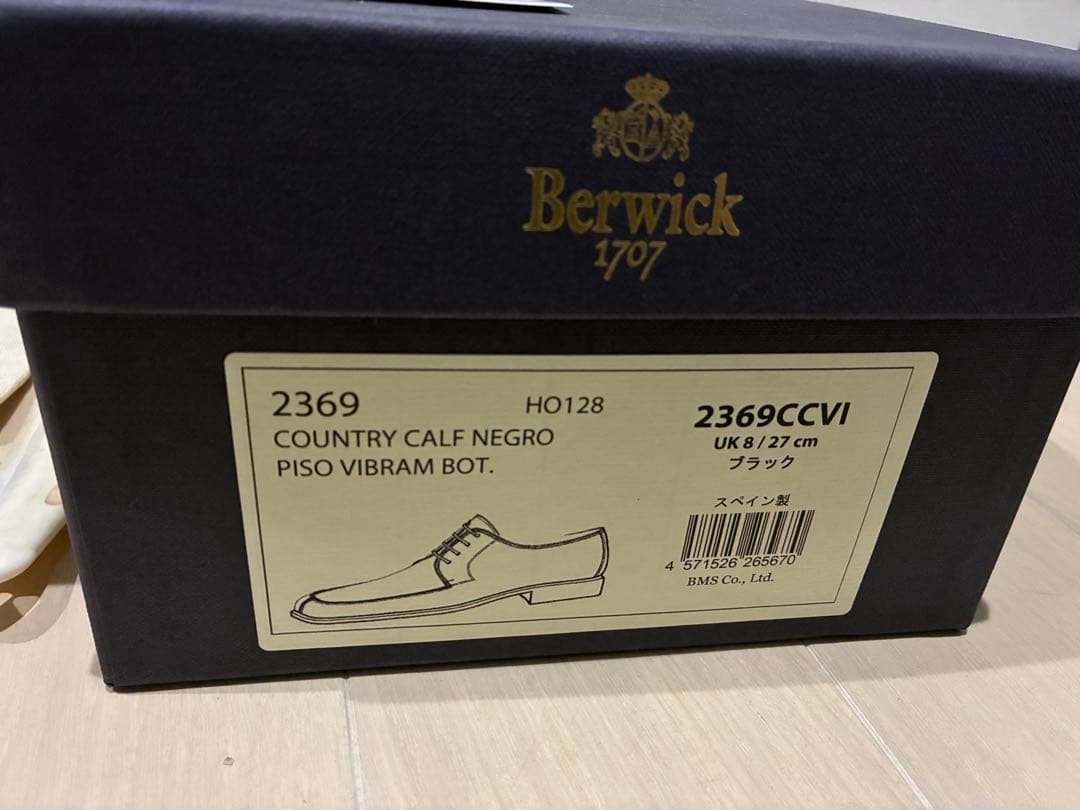 Berwick
1707
2369
HO128
COUNTRY CALF NEGRO
PISO VIBRAM BOT.
2369CCVI
UK 8 / 27 cm
ブラック
スペイン製
4 571526 265670
BMS Co., Ltd.